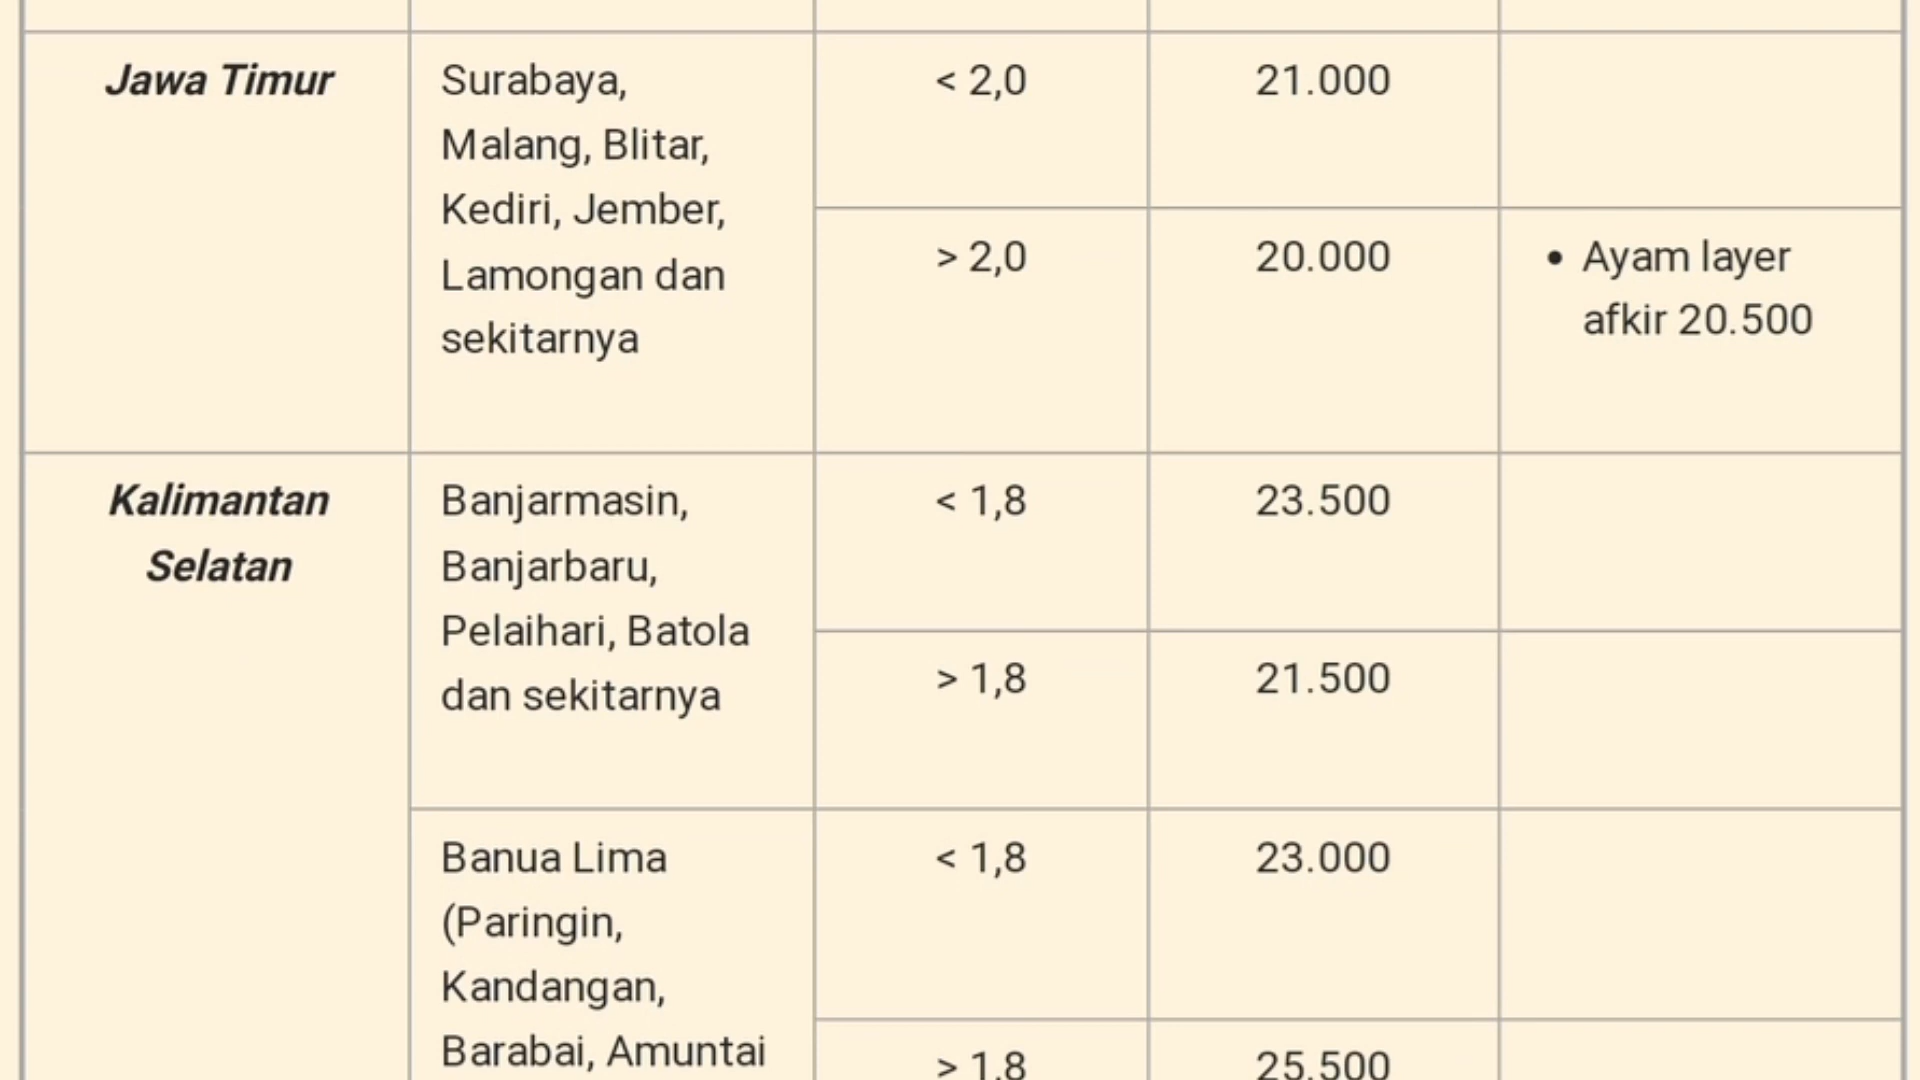 Jawa Timur
Surabaya,
Malang, Blitar,
Kediri, Jember,
Lamongan dan
sekitarnya
< 2,0
21.000
> 2,0
20.000
• Ayam layer
afkir 20.500
Kalimantan
Selatan
Banjarmasin,
Banjarbaru,
Pelaihari, Batola
dan sekitarnya
< 1,8
23.500
> 1,8
21.500
Banua Lima
(Paringin,
Kandangan,
Barabai, Amuntai
< 1,8
23.000
> 1,8
25.500